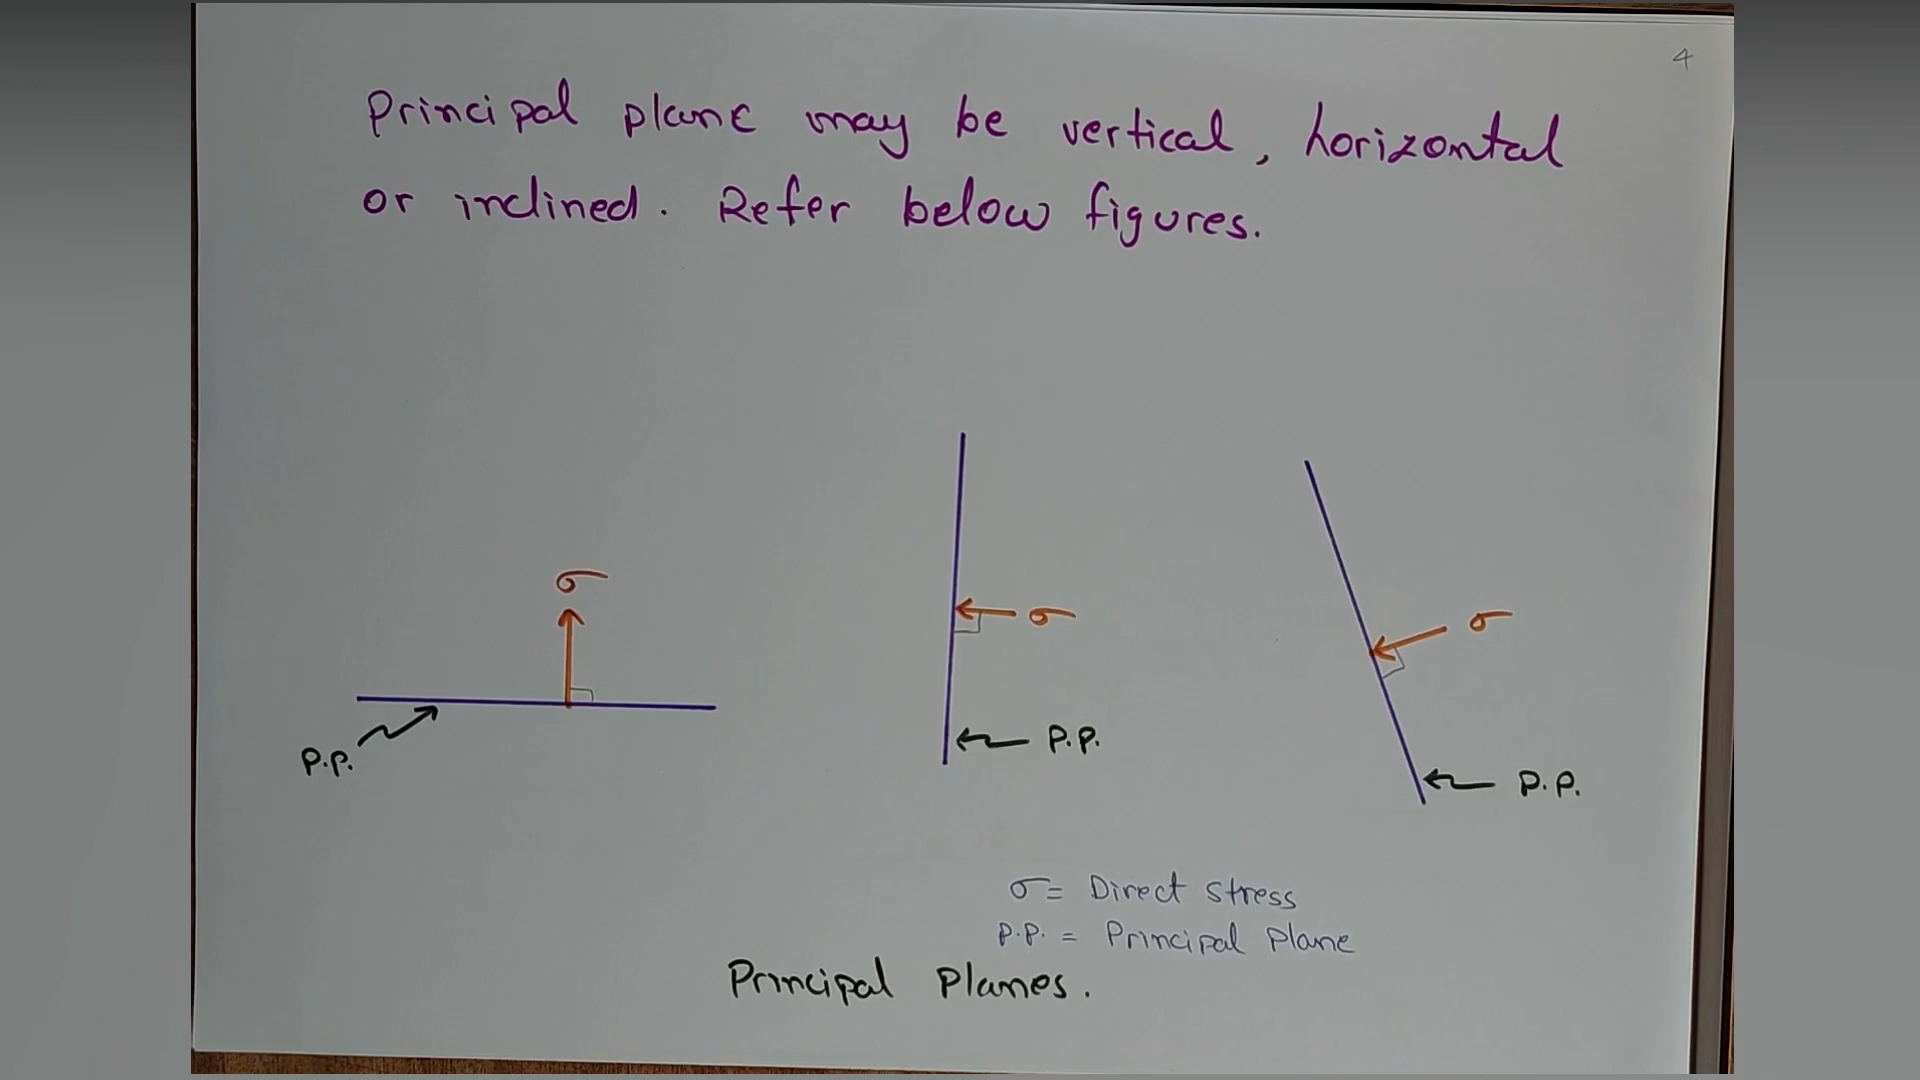 4
Principal plane may be vertical, horizontal
or inclined. Refer below figures.
σ
σ
σ
P.P.
P.P.
P.P.
σ = Direct stress
P.P. = Principal Plane
Principal Planes.